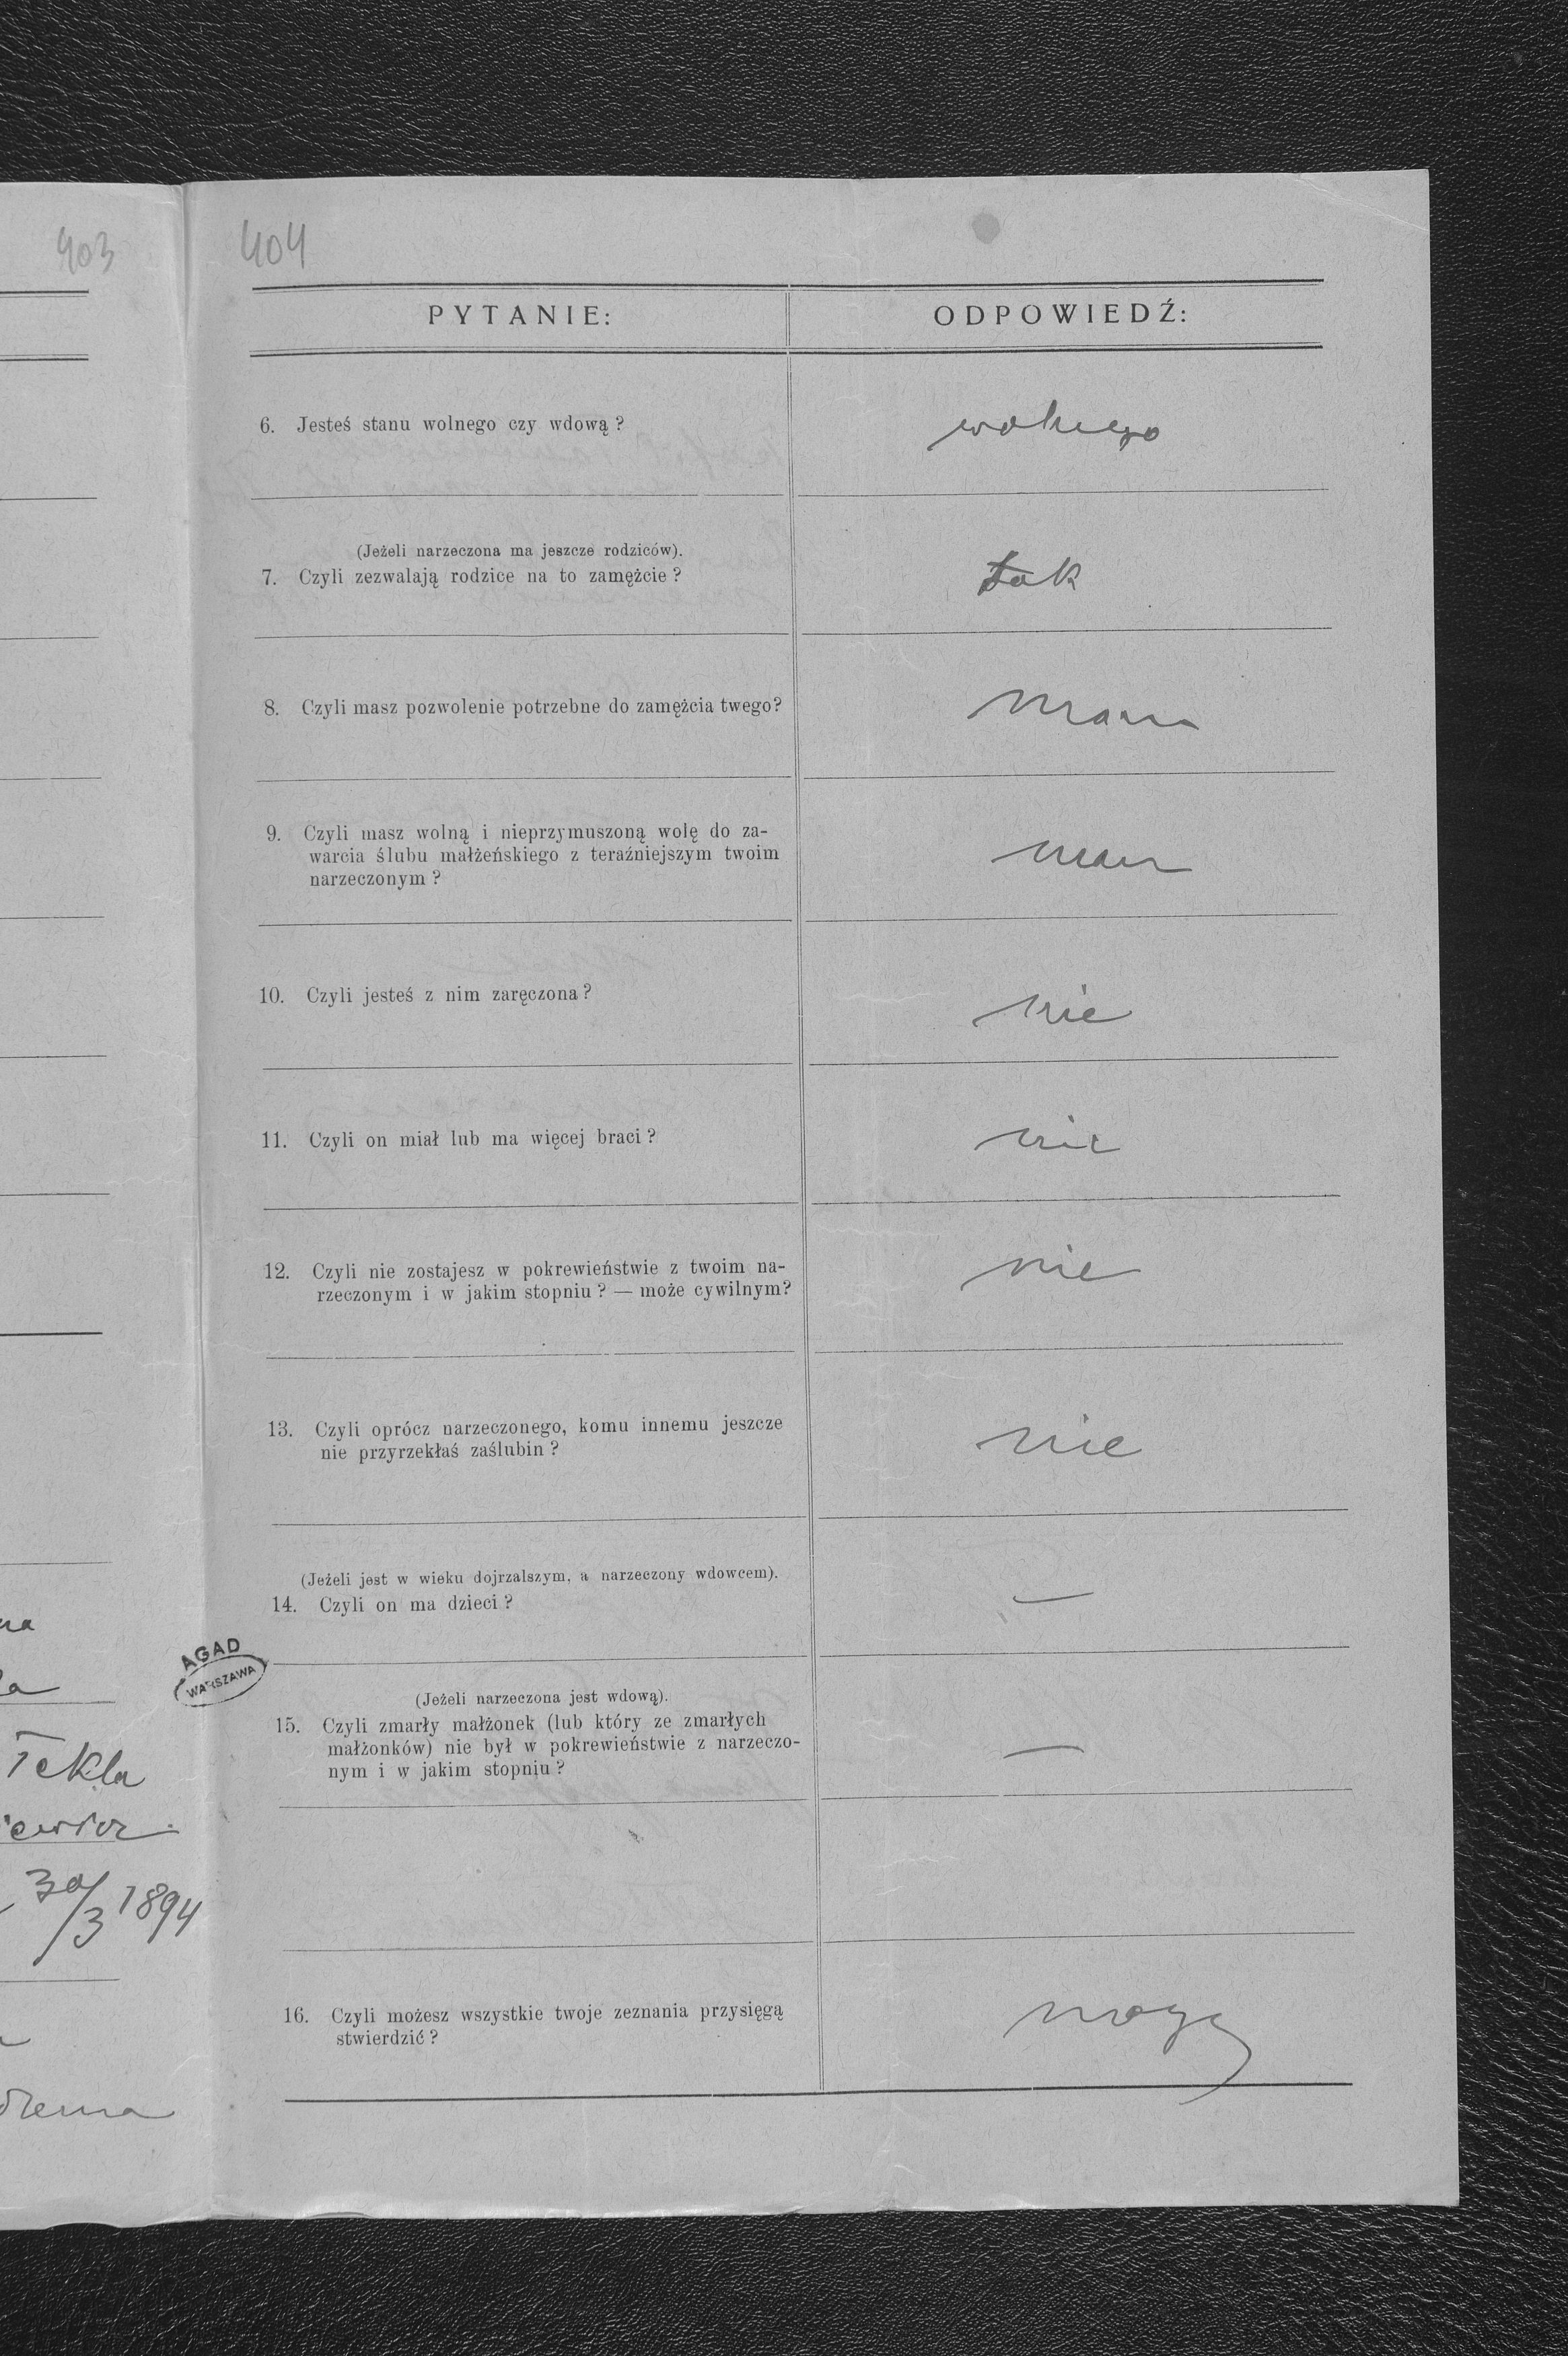 403
404
PYTANIE:
ODPOWIEDŹ:
6. Jesteś stanu wolnego czy wdową?
wolnego
(Jeżeli narzeczona ma jeszcze rodziców).
7. Czyli zezwalają rodzice na to zamężcie?
tak
8. Czyli masz pozwolenie potrzebne do zamężcia twego?
mam
9. Czyli masz wolną i nieprzymuszoną wolę do za-
warcia ślubu małżeńskiego z teraźniejszym twoim
narzeczonym?
mam
10. Czyli jesteś z nim zaręczona?
nie
11. Czyli on miał lub ma więcej braci?
nie
12. Czyli nie zostajesz w pokrewieństwie z twoim na-
rzeczonym i w jakim stopniu? — może cywilnym?
nie
13. Czyli oprócz narzeczonego, komu innemu jeszcze
nie przyrzekłaś zaślubin?
nie
(Jeżeli jest w wieku dojrzalszym, a narzeczony wdowcem).
14. Czyli on ma dzieci?
—
(Jeżeli narzeczona jest wdową).
15. Czyli zmarły małżonek (lub który ze zmarłych
małżonków) nie był w pokrewieństwie z narzeczo-
nym i w jakim stopniu?
—
16. Czyli możesz wszystkie twoje zeznania przysięgą
stwierdzić?
mogę
AGAD
WARSZAWA
Tekla
30/3 1894